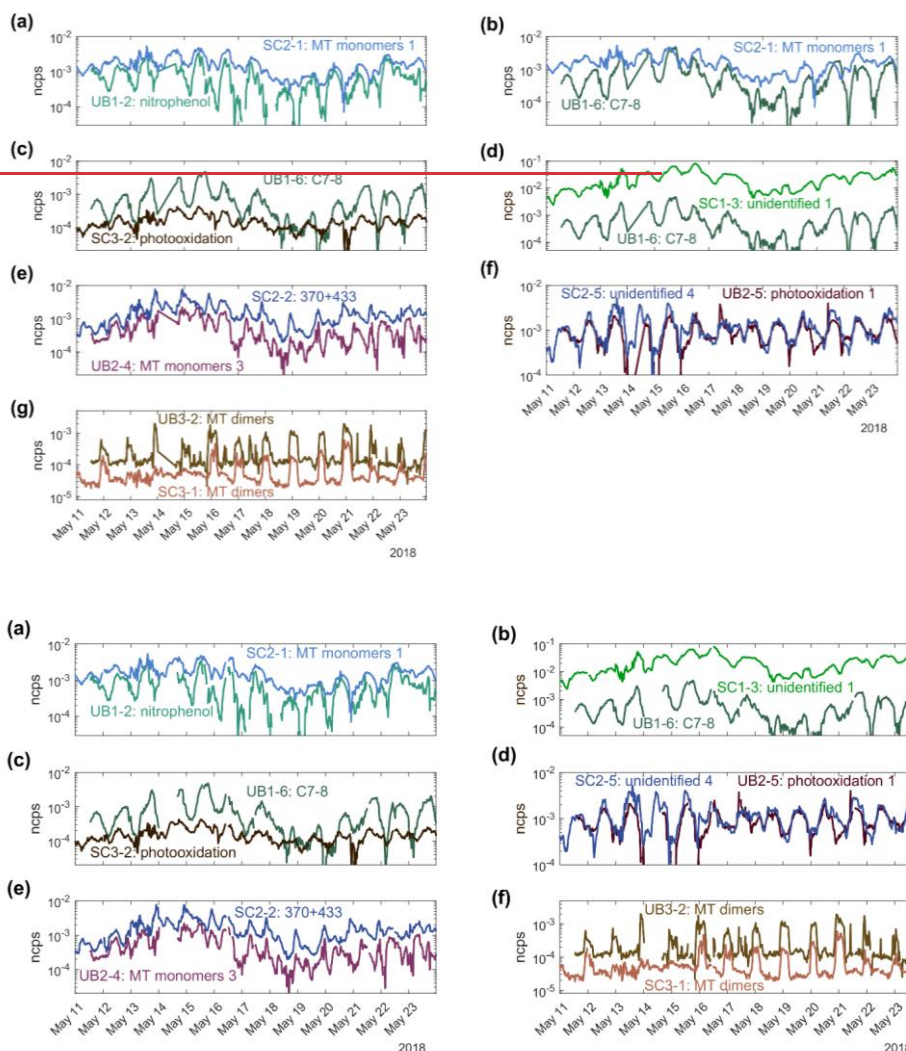 (a)
10⁻²
10⁻³
10⁻⁴
ncps
SC2-1: MT monomers 1
UB1-2: nitrophenol
(b)
10⁻²
10⁻³
10⁻⁴
ncps
SC2-1: MT monomers 1
UB1-6: C7-8
(c)
10⁻²
10⁻³
10⁻⁴
ncps
UB1-6: C7-8
SC3-2: photooxidation
(d)
10⁻¹
10⁻²
10⁻³
10⁻⁴
ncps
SC1-3: unidentified 1
UB1-6: C7-8
(e)
10⁻²
10⁻³
10⁻⁴
ncps
SC2-2: 370+433
UB2-4: MT monomers 3
(f)
10⁻²
10⁻³
10⁻⁴
ncps
SC2-5: unidentified 4
UB2-5: photooxidation 1
May 11 May 12 May 13 May 14 May 15 May 16 May 17 May 18 May 19 May 20 May 21 May 22 May 23
2018
(g)
10⁻³
10⁻⁴
10⁻⁵
ncps
UB3-2: MT dimers
SC3-1: MT dimers
May 11 May 12 May 13 May 14 May 15 May 16 May 17 May 18 May 19 May 20 May 21 May 22 May 23
2018
(a)
10⁻²
10⁻³
10⁻⁴
ncps
SC2-1: MT monomers 1
UB1-2: nitrophenol
(b)
10⁻¹
10⁻²
10⁻³
10⁻⁴
ncps
SC1-3: unidentified 1
UB1-6: C7-8
(c)
10⁻²
10⁻³
10⁻⁴
ncps
UB1-6: C7-8
SC3-2: photooxidation
(d)
10⁻²
10⁻³
10⁻⁴
ncps
SC2-5: unidentified 4
UB2-5: photooxidation 1
(e)
10⁻²
10⁻³
10⁻⁴
ncps
SC2-2: 370+433
UB2-4: MT monomers 3
May 11 May 12 May 13 May 14 May 15 May 16 May 17 May 18 May 19 May 20 May 21 May 22 May 23
2018
(f)
10⁻²
10⁻³
10⁻⁴
10⁻⁵
ncps
UB3-2: MT dimers
SC3-1: MT dimers
May 11 May 12 May 13 May 14 May 15 May 16 May 17 May 18 May 19 May 20 May 21 May 22 May 23
2018